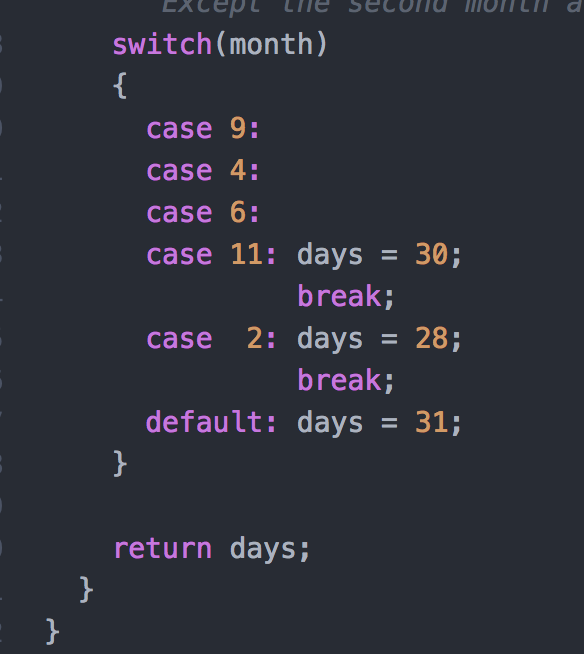 Except the second month a
switch(month)
{
case 9:
case 4:
case 6:
case 11: days = 30;
break;
case  2: days = 28;
break;
default: days = 31;
}
return days;
}
}